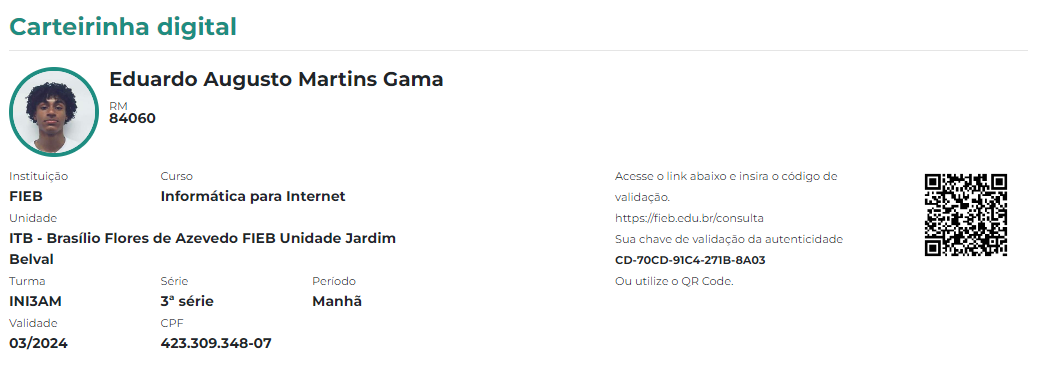 Carteirinha digital
Eduardo Augusto Martins Gama
RM
84060
Instituição Curso
FIEB Informática para Internet
Unidade
ITB - Brasílio Flores de Azevedo FIEB Unidade Jardim
Belval
Turma Série Período
INI3AM 3ª série Manhã
Validade CPF
03/2024 423.309.348-07
Acesse o link abaixo e insira o código de
validação.
https://fieb.edu.br/consulta
Sua chave de validação da autenticidade
CD-70CD-91C4-271B-8A03
Ou utilize o QR Code.